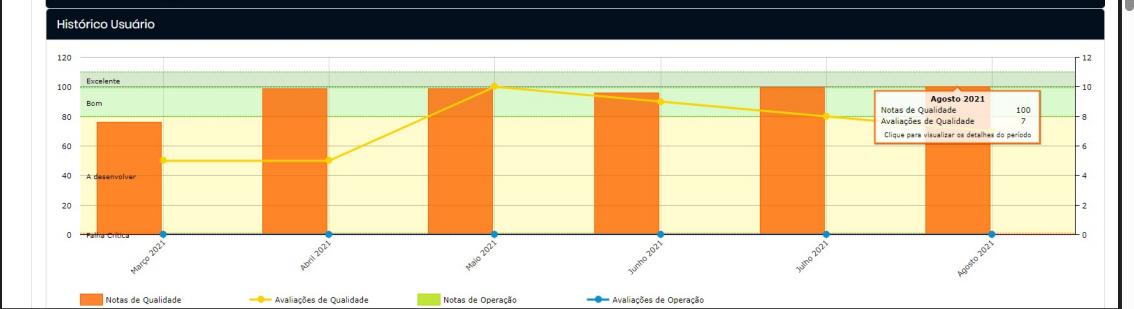 Histórico Usuário
120
12
Excelente
100
10
Agosto 2021
Bom
Notas de Qualidade 100
Avaliações de Qualidade 7
80
8
Clique para visualizar os detalhes do período
60
6
40
A desenvolver
4
20
2
0
Falha Crítica
0
Março 2021
Abril 2021
Maio 2021
Junho 2021
Julho 2021
Agosto 2021
Notas de Qualidade Avaliações de Qualidade Notas de Operação Avaliações de Operação